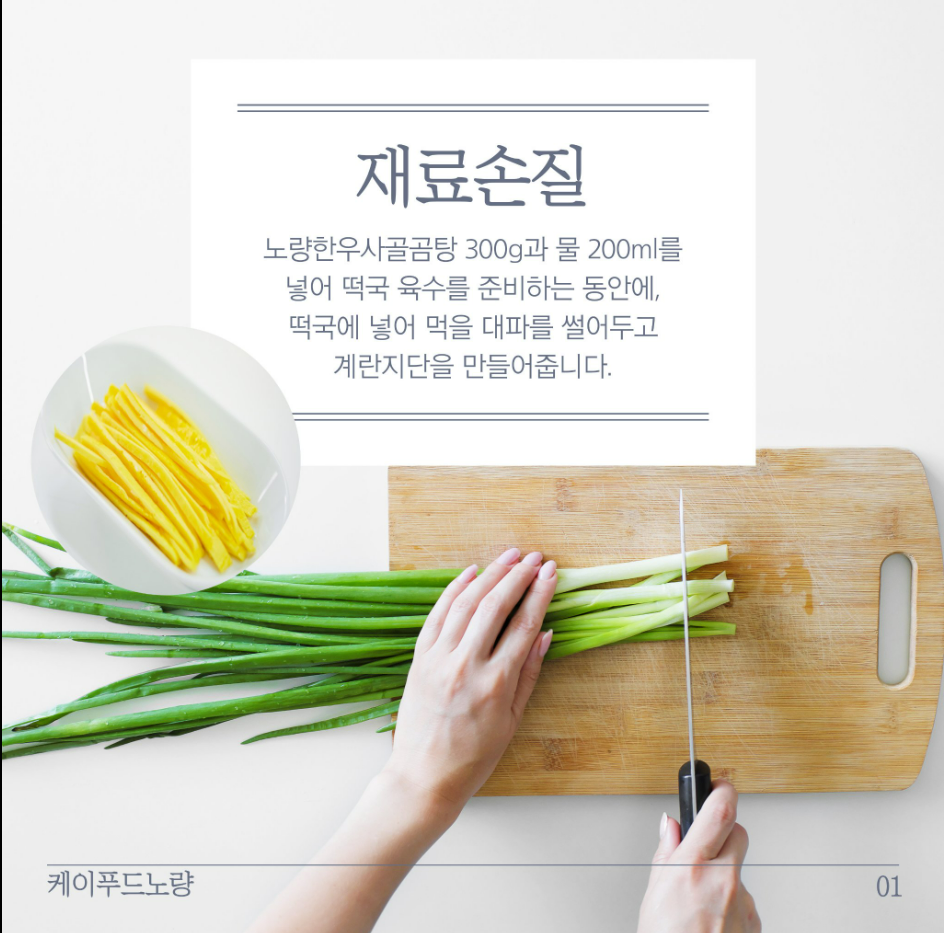 재료손질
노량한우사골곰탕 300g과 물 200ml를
넣어 떡국 육수를 준비하는 동안에,
떡국에 넣어 먹을 대파를 썰어두고
계란지단을 만들어줍니다.
케이푸드노량
01